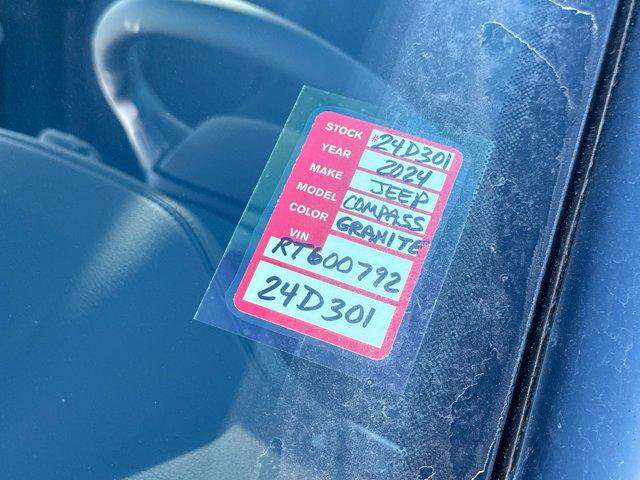 STOCK #24D301
YEAR 2024
MAKE JEEP
MODEL COMPASS
COLOR GRANITE
VIN
RT600792
24D301